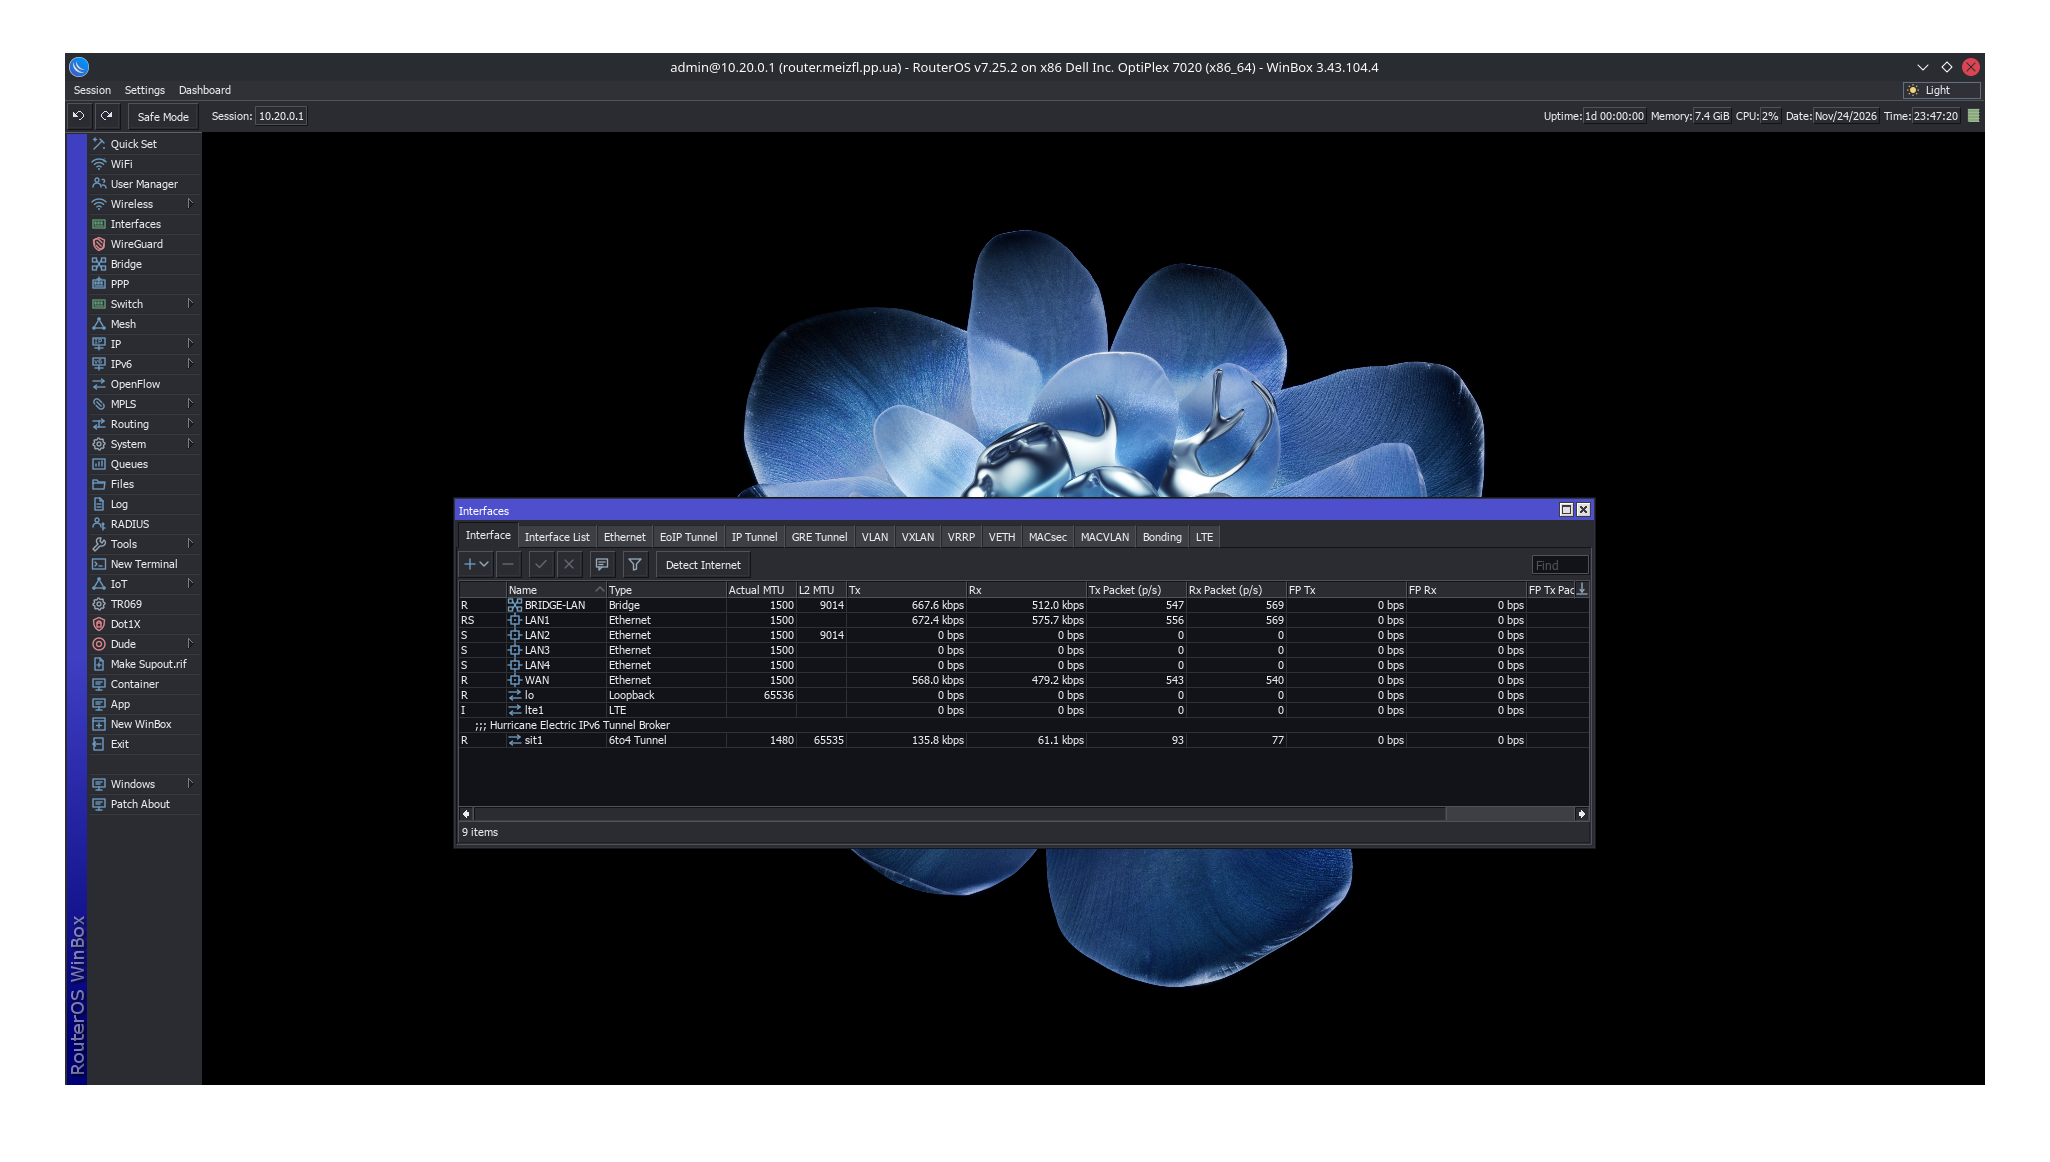 admin@10.20.0.1 (router.meizfl.pp.ua) - RouterOS v7.25.2 on x86 Dell Inc. OptiPlex 7020 (x86_64) - WinBox 3.43.104.4
Session Settings Dashboard Light
Safe Mode Session: 10.20.0.1 Uptime: 1d 00:00:00 Memory: 7.4 GiB CPU: 2% Date: Nov/24/2026 Time: 23:47:20
Quick Set
WiFi
User Manager
Wireless
Interfaces
WireGuard
Bridge
PPP
Switch
Mesh
IP
IPv6
OpenFlow
MPLS
Routing
System
Queues
Files
Log
RADIUS
Tools
New Terminal
IoT
TR069
Dot1X
Dude
Make Supout.rif
Container
App
New WinBox
Exit
Windows
Patch About
RouterOS WinBox
Interfaces
Interface Interface List Ethernet EoIP Tunnel IP Tunnel GRE Tunnel VLAN VXLAN VRRP VETH MACsec MACVLAN Bonding LTE
Detect Internet Find
Name Type Actual MTU L2 MTU Tx Rx Tx Packet (p/s) Rx Packet (p/s) FP Tx FP Rx FP Tx Pac
R BRIDGE-LAN Bridge 1500 9014 667.6 kbps 512.0 kbps 547 569 0 bps 0 bps
RS LAN1 Ethernet 1500 672.4 kbps 575.7 kbps 556 569 0 bps 0 bps
S LAN2 Ethernet 1500 9014 0 bps 0 bps 0 0 0 bps 0 bps
S LAN3 Ethernet 1500 0 bps 0 bps 0 0 0 bps 0 bps
S LAN4 Ethernet 1500 0 bps 0 bps 0 0 0 bps 0 bps
R WAN Ethernet 1500 568.0 kbps 479.2 kbps 543 540 0 bps 0 bps
R lo Loopback 65536 0 bps 0 bps 0 0 0 bps 0 bps
I lte1 LTE 0 bps 0 bps 0 0 0 bps 0 bps
;;; Hurricane Electric IPv6 Tunnel Broker
R sit1 6to4 Tunnel 1480 65535 135.8 kbps 61.1 kbps 93 77 0 bps 0 bps
9 items